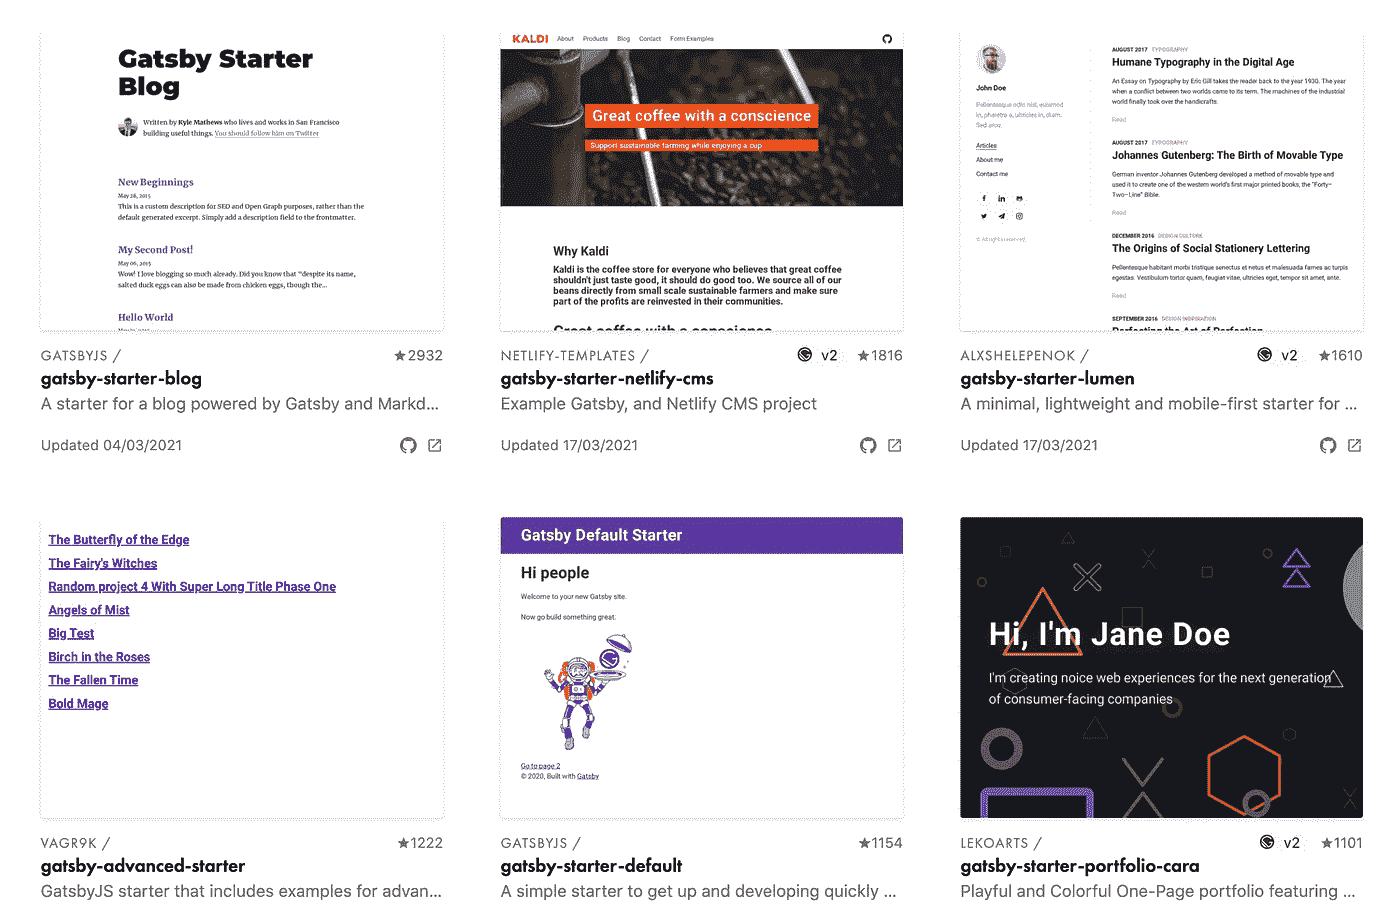 Gatsby Starter
Blog
Written by Kyle Mathews who lives and works in San Francisco
building useful things. You should follow him on Twitter
New Beginnings
May 28, 2015
This is a custom description for SEO and Open Graph purposes, rather than the
default generated excerpt. Simply add a description field to the frontmatter.
My Second Post!
May 06, 2015
Wow! I love blogging so much already. Did you know that "despite its name,
salted duck eggs can also be made from chicken eggs, though the...
Hello World
GATSBYJS / ★2932
gatsby-starter-blog
A starter for a blog powered by Gatsby and Markd...
Updated 04/03/2021
KALDI About Products Blog Contact Form Examples
Great coffee with a conscience
Support sustainable farming while enjoying a cup
Why Kaldi
Kaldi is the coffee store for everyone who believes that great coffee
shouldn't just taste good, it should do good too. We source all of our
beans directly from small scale sustainable farmers and make sure
part of the profits are reinvested in their communities.
Great coffee with a conscience
NETLIFY-TEMPLATES / v2 ★1816
gatsby-starter-netlify-cms
Example Gatsby, and Netlify CMS project
Updated 17/03/2021
John Doe
Pellentesque odio nisi, euismod
in, pharetra a, ultricies in, diam.
Sed arcu.
Articles
About me
Contact me
© All rights reserved.
AUGUST 2017 TYPOGRAPHY
Humane Typography in the Digital Age
An Essay on Typography by Eric Gill takes the reader back to the year 1930. The year
when a conflict between two worlds came to its term. The machines of the industrial
world finally took over the handicrafts.
Read
AUGUST 2017 TYPOGRAPHY
Johannes Gutenberg: The Birth of Movable Type
German inventor Johannes Gutenberg developed a method of movable type and
used it to create one of the western world's first major printed books, the "Forty–
Two–Line" Bible.
Read
DECEMBER 2016 DESIGN CULTURE
The Origins of Social Stationery Lettering
Pellentesque habitant morbi tristique senectus et netus et malesuada fames ac turpis
egestas. Vestibulum tortor quam, feugiat vitae, ultricies eget, tempor sit amet, ante.
Read
SEPTEMBER 2016 DESIGN INSPIRATION
Perfecting the Art of Perfection
ALXSHELEPENOK / v2 ★1610
gatsby-starter-lumen
A minimal, lightweight and mobile-first starter for ...
Updated 17/03/2021
The Butterfly of the Edge
The Fairy's Witches
Random project 4 With Super Long Title Phase One
Angels of Mist
Big Test
Birch in the Roses
The Fallen Time
Bold Mage
VAGR9K / ★1222
gatsby-advanced-starter
GatsbyJS starter that includes examples for advan...
Gatsby Default Starter
Hi people
Welcome to your new Gatsby site.
Now go build something great.
Go to page 2
© 2020, Built with Gatsby
GATSBYJS / ★1154
gatsby-starter-default
A simple starter to get up and developing quickly ...
Hi, I'm Jane Doe
I'm creating noice web experiences for the next generation
of consumer-facing companies
LEKOARTS / v2 ★1101
gatsby-starter-portfolio-cara
Playful and Colorful One-Page portfolio featuring ...